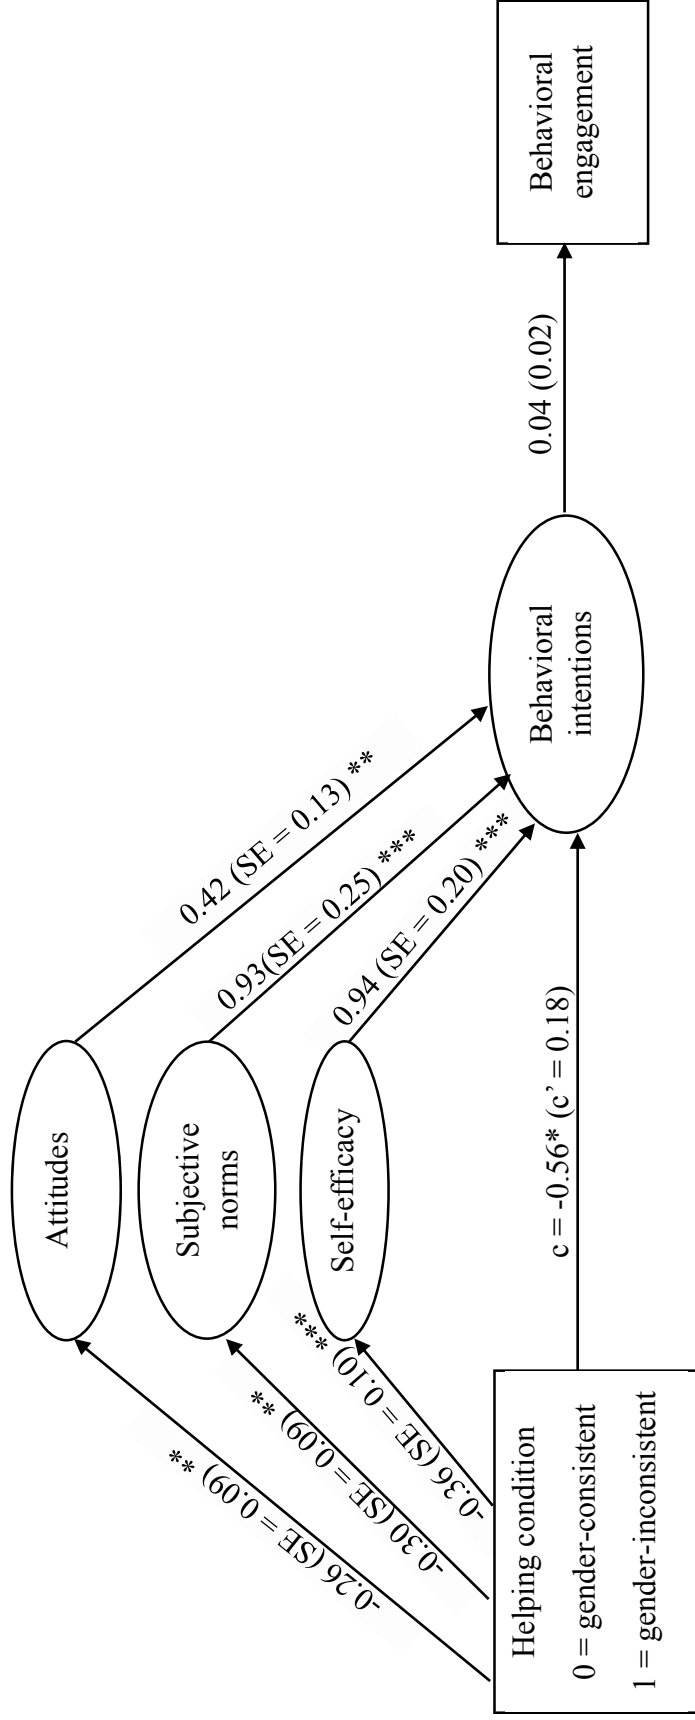 Attitudes
Subjective
norms
Self-efficacy
-0.26 (SE = 0.09) **
-0.30 (SE = 0.09) **
-0.36 (SE = 0.10) ***
0.42 (SE = 0.13) **
0.93(SE = 0.25) ***
0.94 (SE = 0.20) ***
Helping condition
0 = gender-consistent
1 = gender-inconsistent
c = -0.56* (c’ = 0.18)
Behavioral
intentions
0.04 (0.02)
Behavioral
engagement